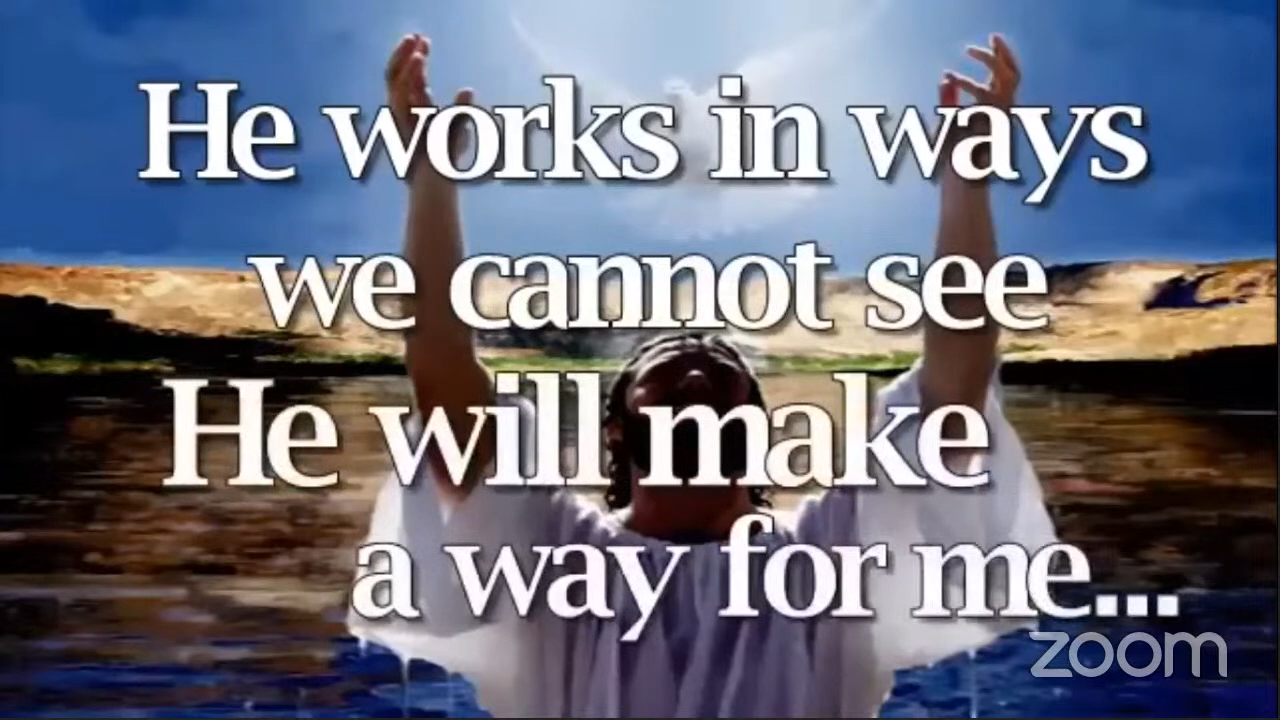 He works in ways
we cannot see
He will make
a way for me...
zoom